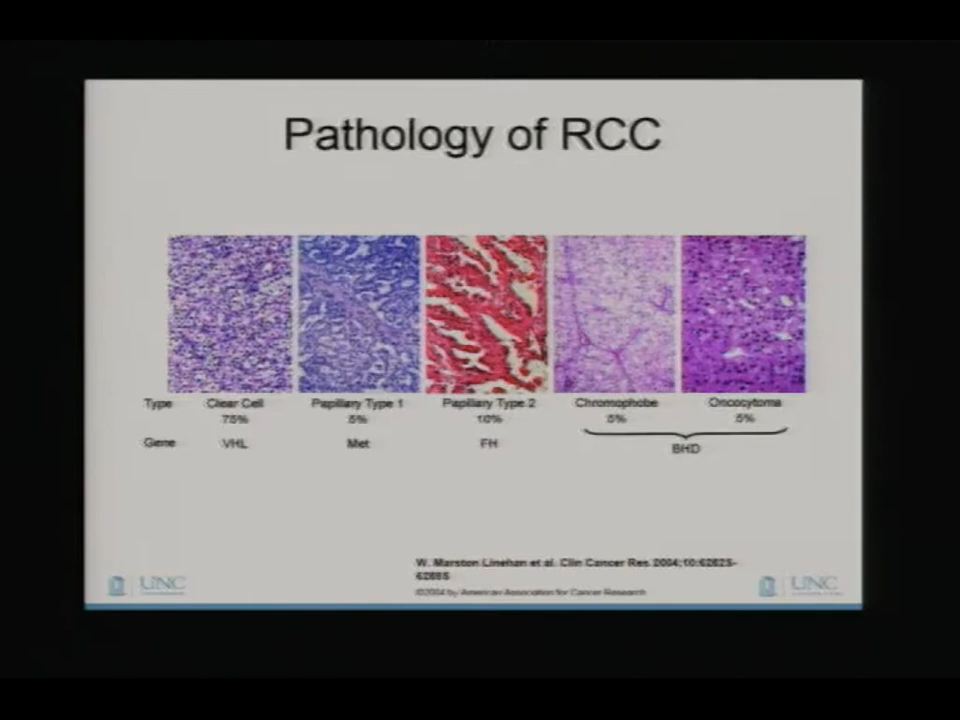 Pathology of RCC
Type Clear Cell Papillary Type 1 Papillary Type 2 Chromophobe Oncocytoma
75% 5% 10% 5% 5%
Gene VHL Met FH BHD
W. Marston Linehan et al. Clin Cancer Res 2004;10:6282S-
6289S
©2004 by American Association for Cancer Research
UNC UNC